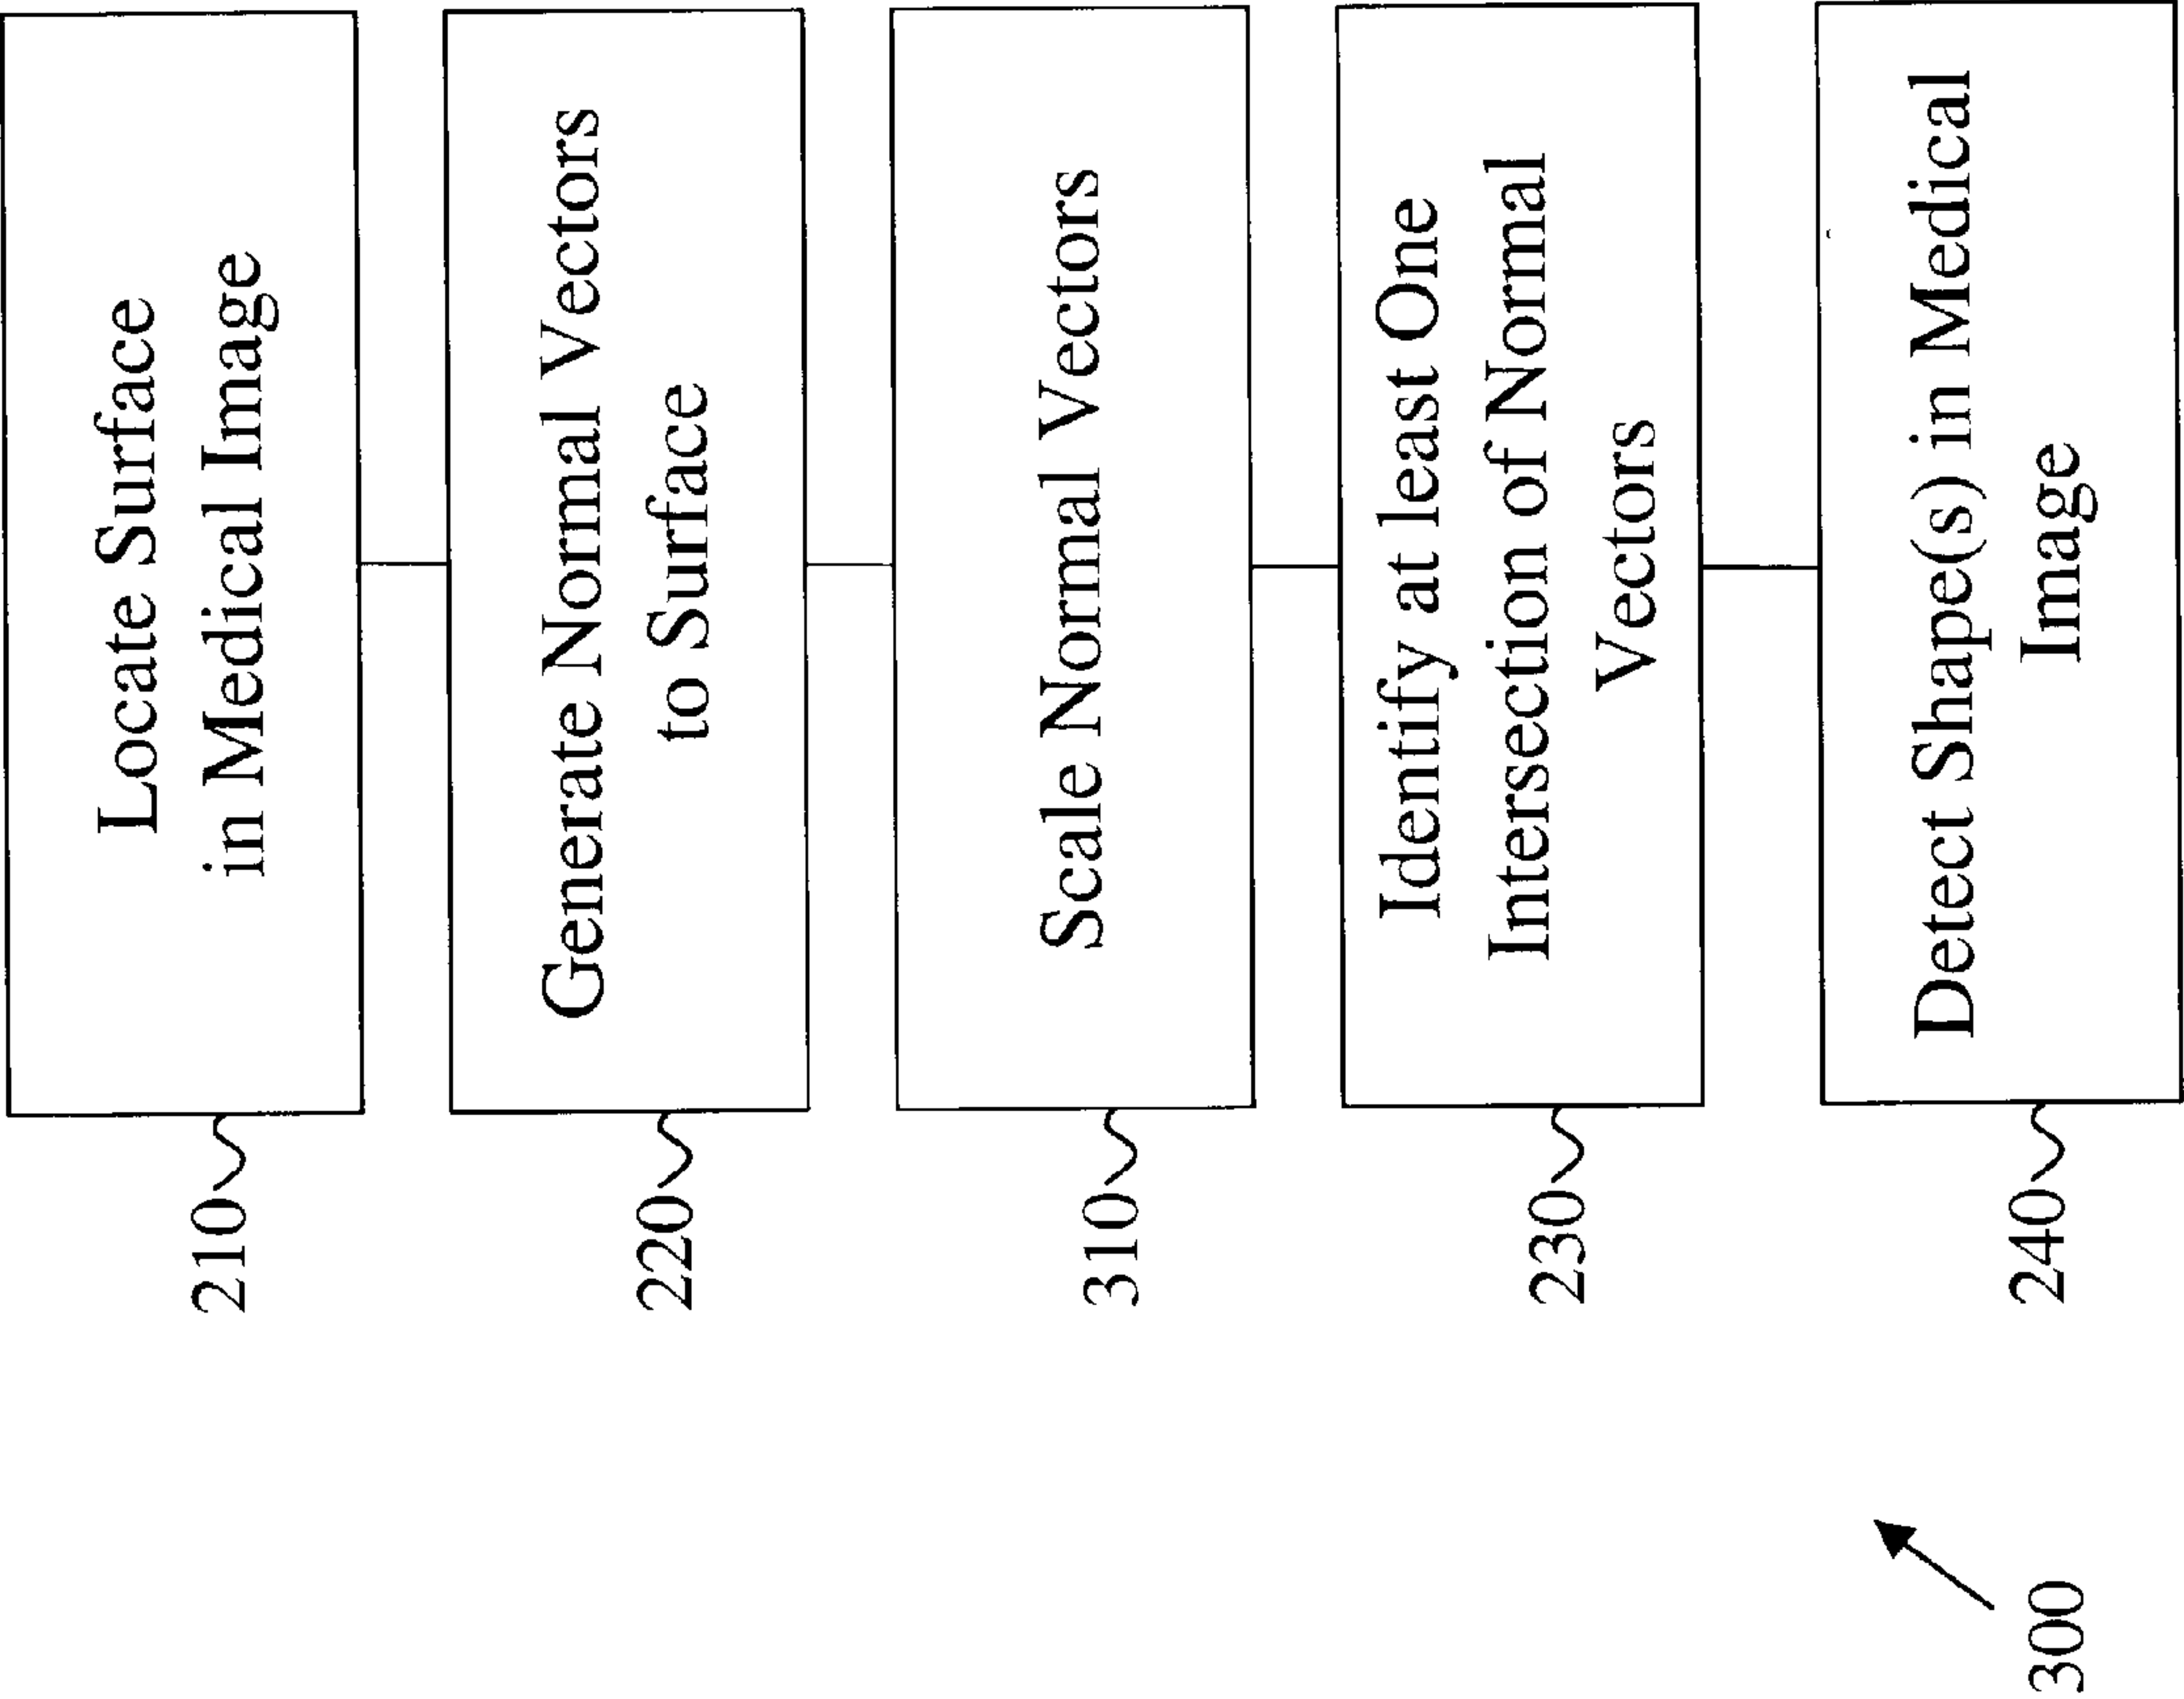 Locate Surface
in Medical Image
210
Generate Normal Vectors
to Surface
220
Scale Normal Vectors
310
Identify at least One
Intersection of Normal
Vectors
230
Detect Shape(s) in Medical
Image
240
300